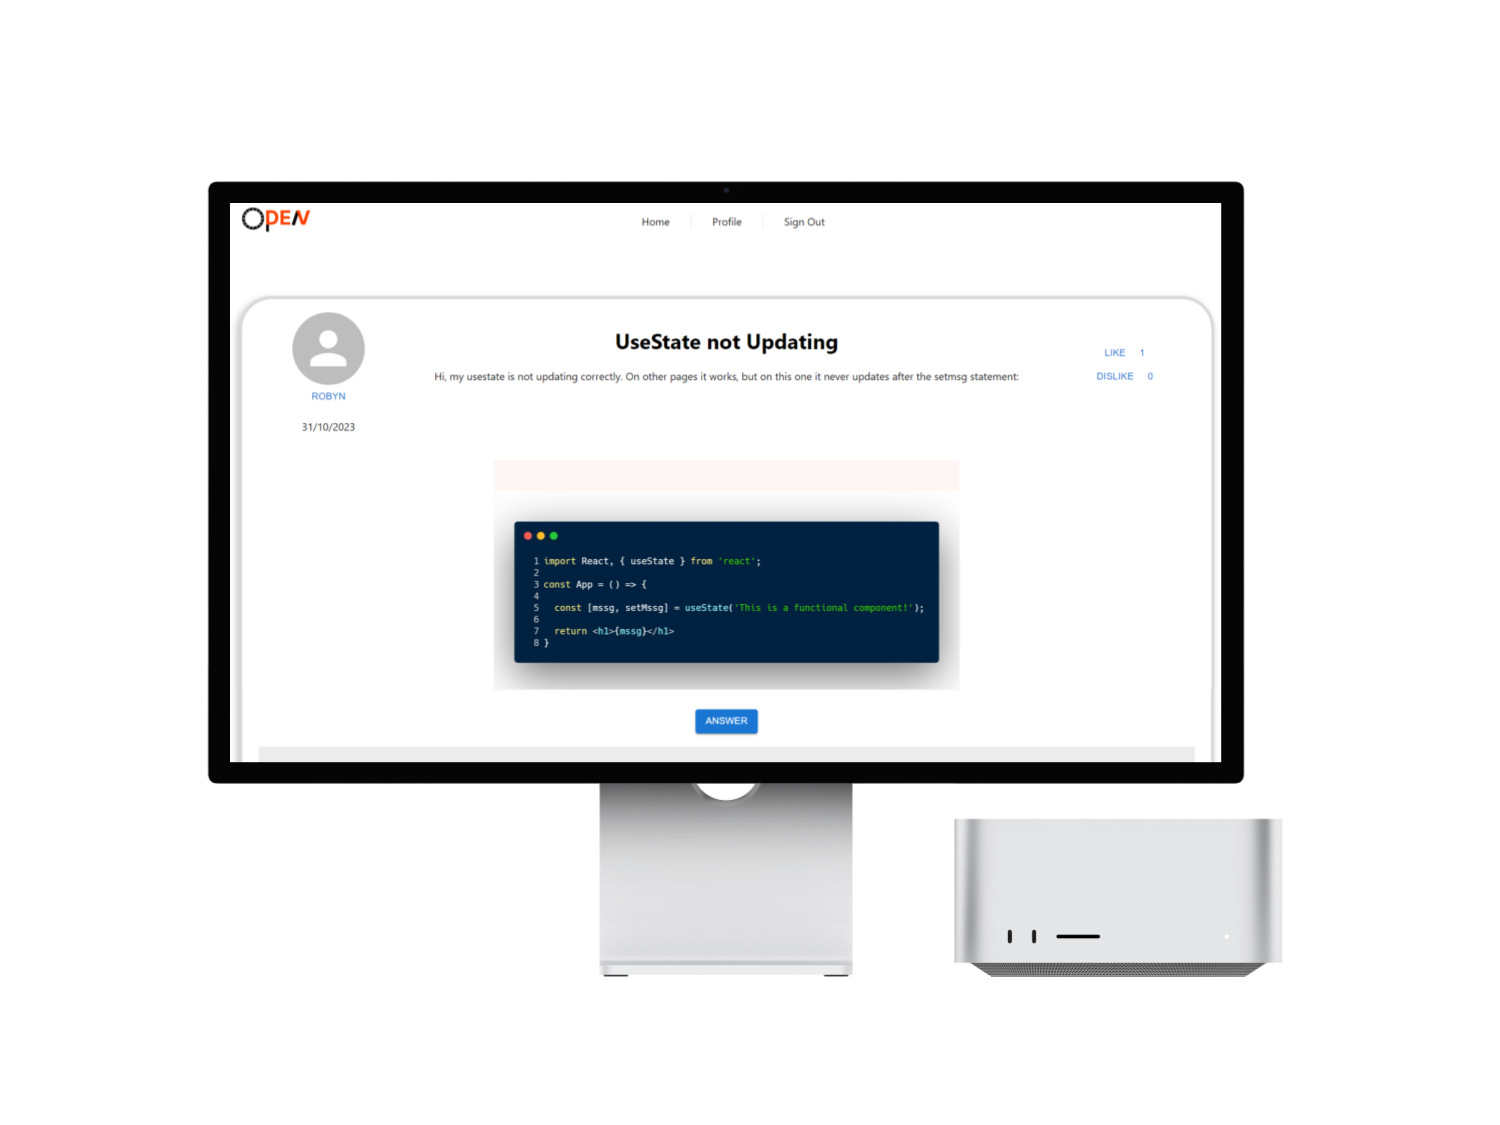 OPEN
Home
Profile
Sign Out
UseState not Updating
Hi, my usestate is not updating correctly. On other pages it works, but on this one it never updates after the setmsg statement:
LIKE 1
DISLIKE 0
ROBYN
31/10/2023
1 import React, { useState } from 'react';
2
3 const App = () => {
4
5 const [mssg, setMssg] = useState('This is a functional component!');
6
7 return <h1>{mssg}</h1>
8 }
ANSWER